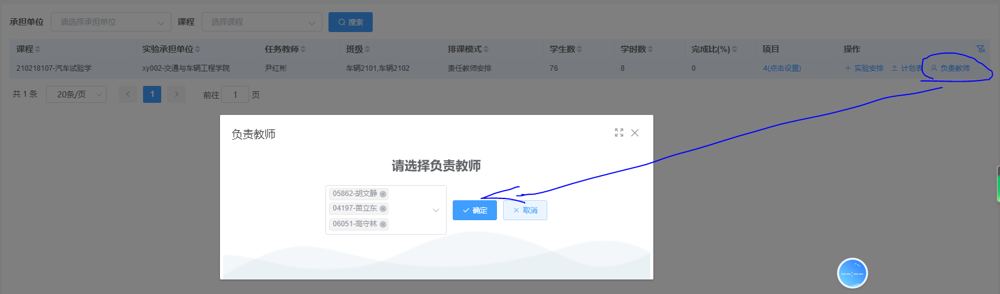 承担单位 请选择承担单位 课程 选择课程 搜索
课程 实验承担单位 任务教师 班级 排课模式 学生数 学时数 完成比(%) 项目 操作
210218107-汽车试验学 xy002-交通与车辆工程学院 尹红彬 车辆2101,车辆2102 责任教师安排 76 8 0 4(点击设置) 实验安排 计划表 负责教师
共 1 条 20条/页 1 前往 1 页
负责教师
请选择负责教师
05862-胡文静
04197-苗立东
06051-高守林
确定 取消